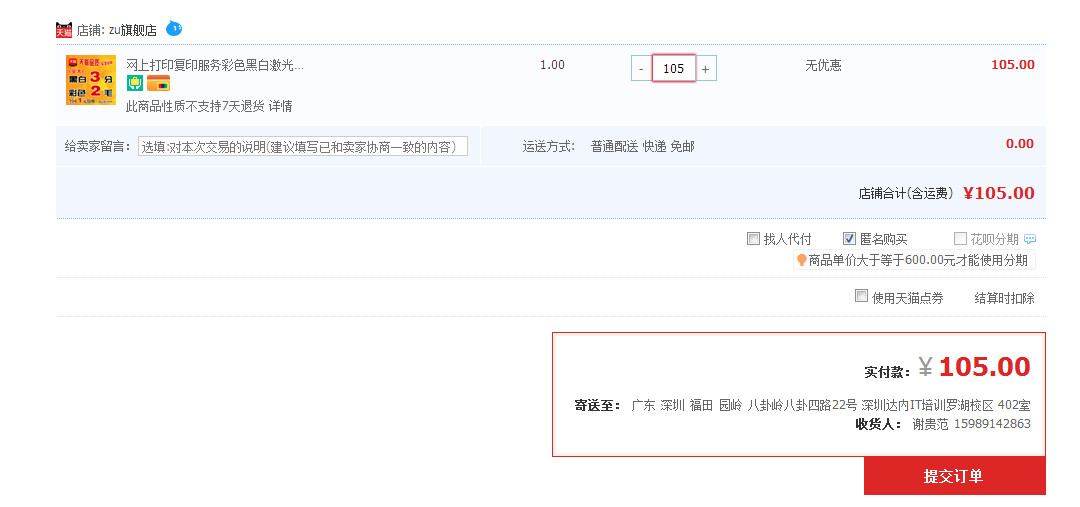 天猫 店铺: zu旗舰店
网上打印复印服务彩色黑白激光... 1.00 - 105 + 无优惠 105.00
黑白3分
彩色2毛
此商品性质不支持7天退货 详情
给卖家留言： 选填:对本次交易的说明(建议填写已和卖家协商一致的内容） 运送方式: 普通配送 快递 免邮 0.00
店铺合计(含运费) ¥105.00
找人代付 匿名购买 花呗分期
商品单价大于等于600.00元才能使用分期
使用天猫点券 结算时扣除
实付款： ¥ 105.00
寄送至： 广东 深圳 福田 园岭 八卦岭八卦四路22号 深圳达内IT培训罗湖校区 402室
收货人： 谢贵范 15989142863
提交订单